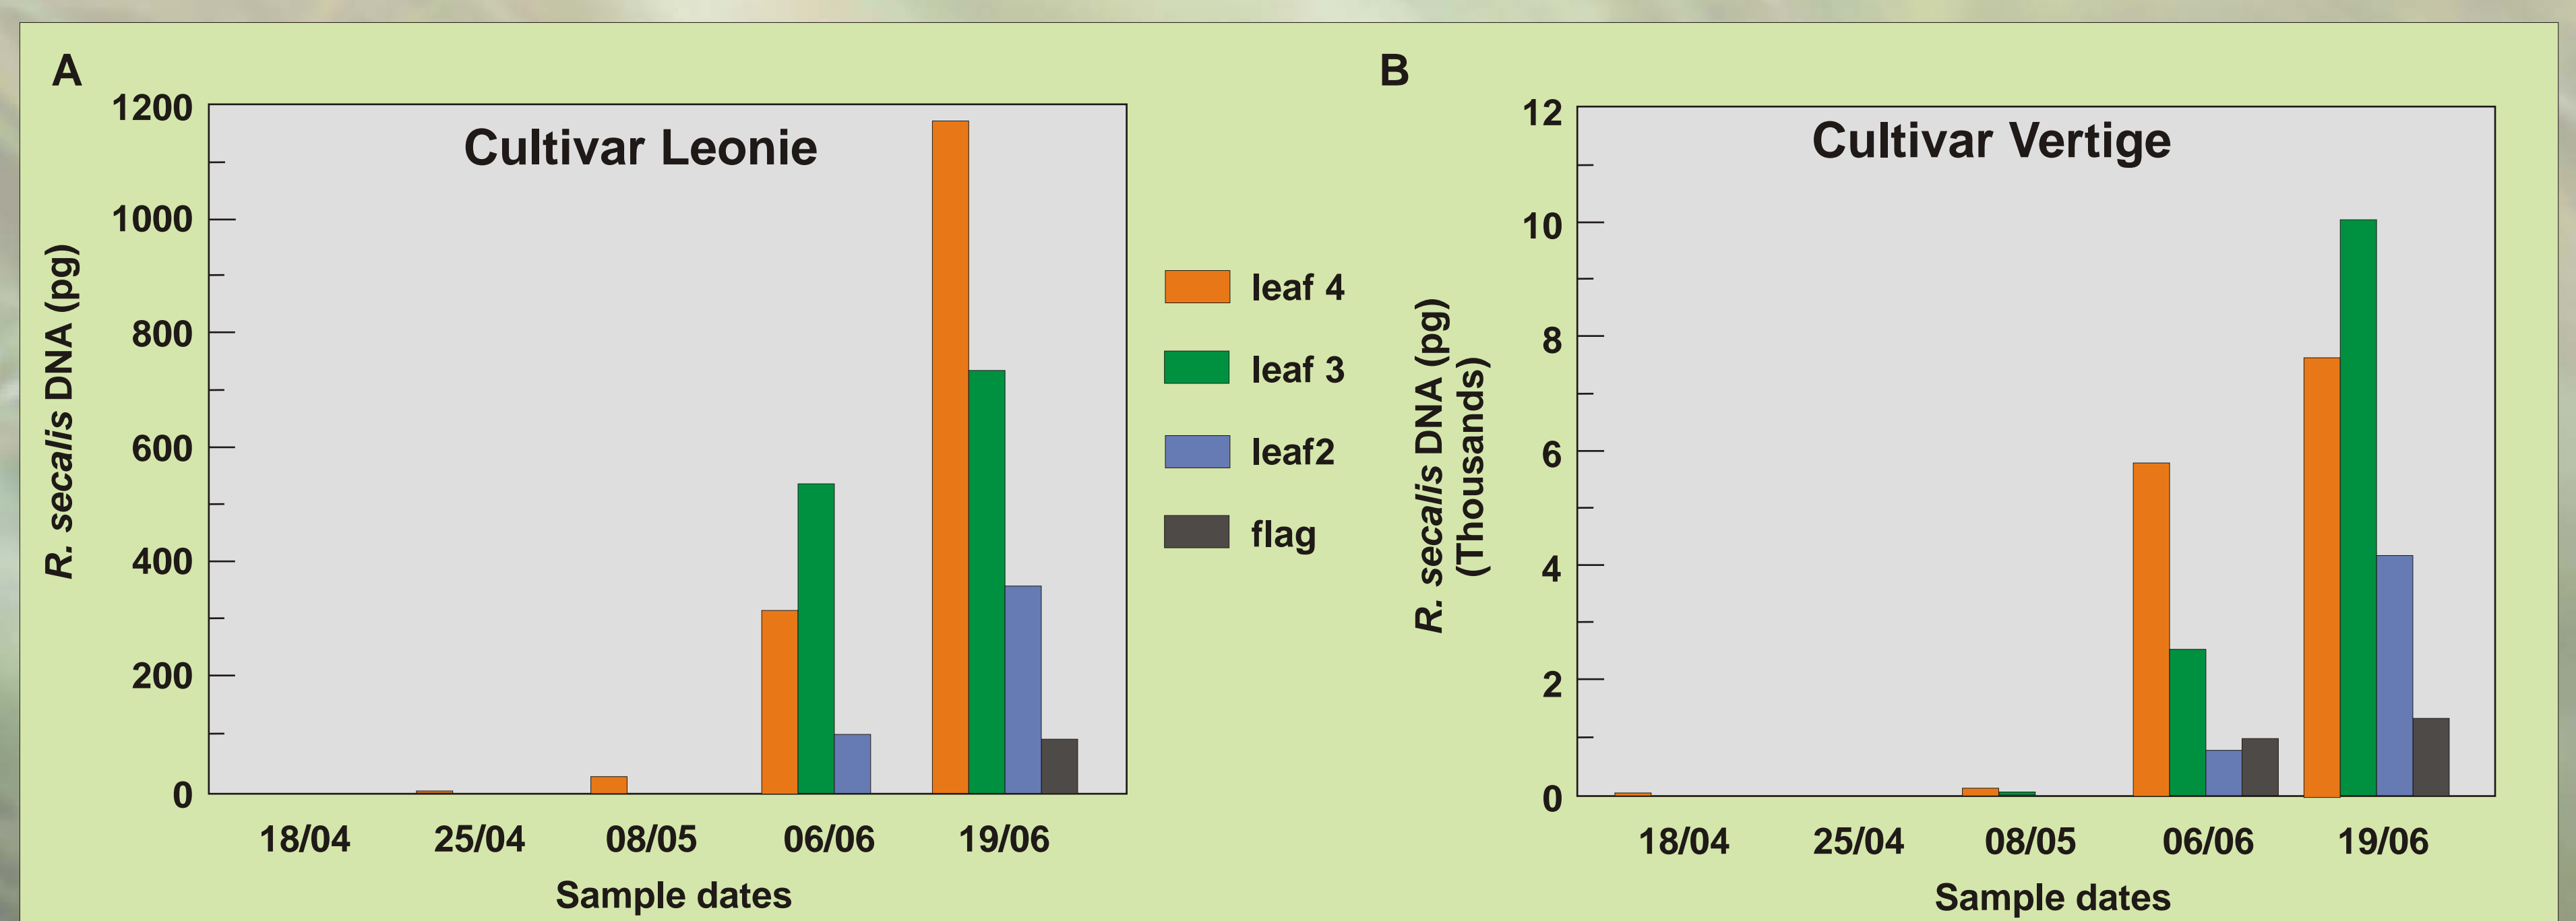 A
Cultivar Leonie
R. secalis DNA (pg)
1200
1000
800
600
400
200
0
18/04 25/04 08/05 06/06 19/06
Sample dates
leaf 4
leaf 3
leaf2
flag
B
Cultivar Vertige
R. secalis DNA (pg)
(Thousands)
12
10
8
6
4
2
0
18/04 25/04 08/05 06/06 19/06
Sample dates